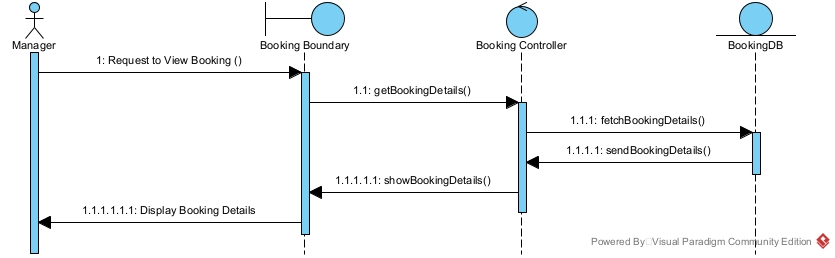 Manager
Booking Boundary
Booking Controller
BookingDB
1: Request to View Booking ()
1.1: getBookingDetails()
1.1.1: fetchBookingDetails()
1.1.1.1: sendBookingDetails()
1.1.1.1.1: showBookingDetails()
1.1.1.1.1.1: Display Booking Details
Powered By Visual Paradigm Community Edition